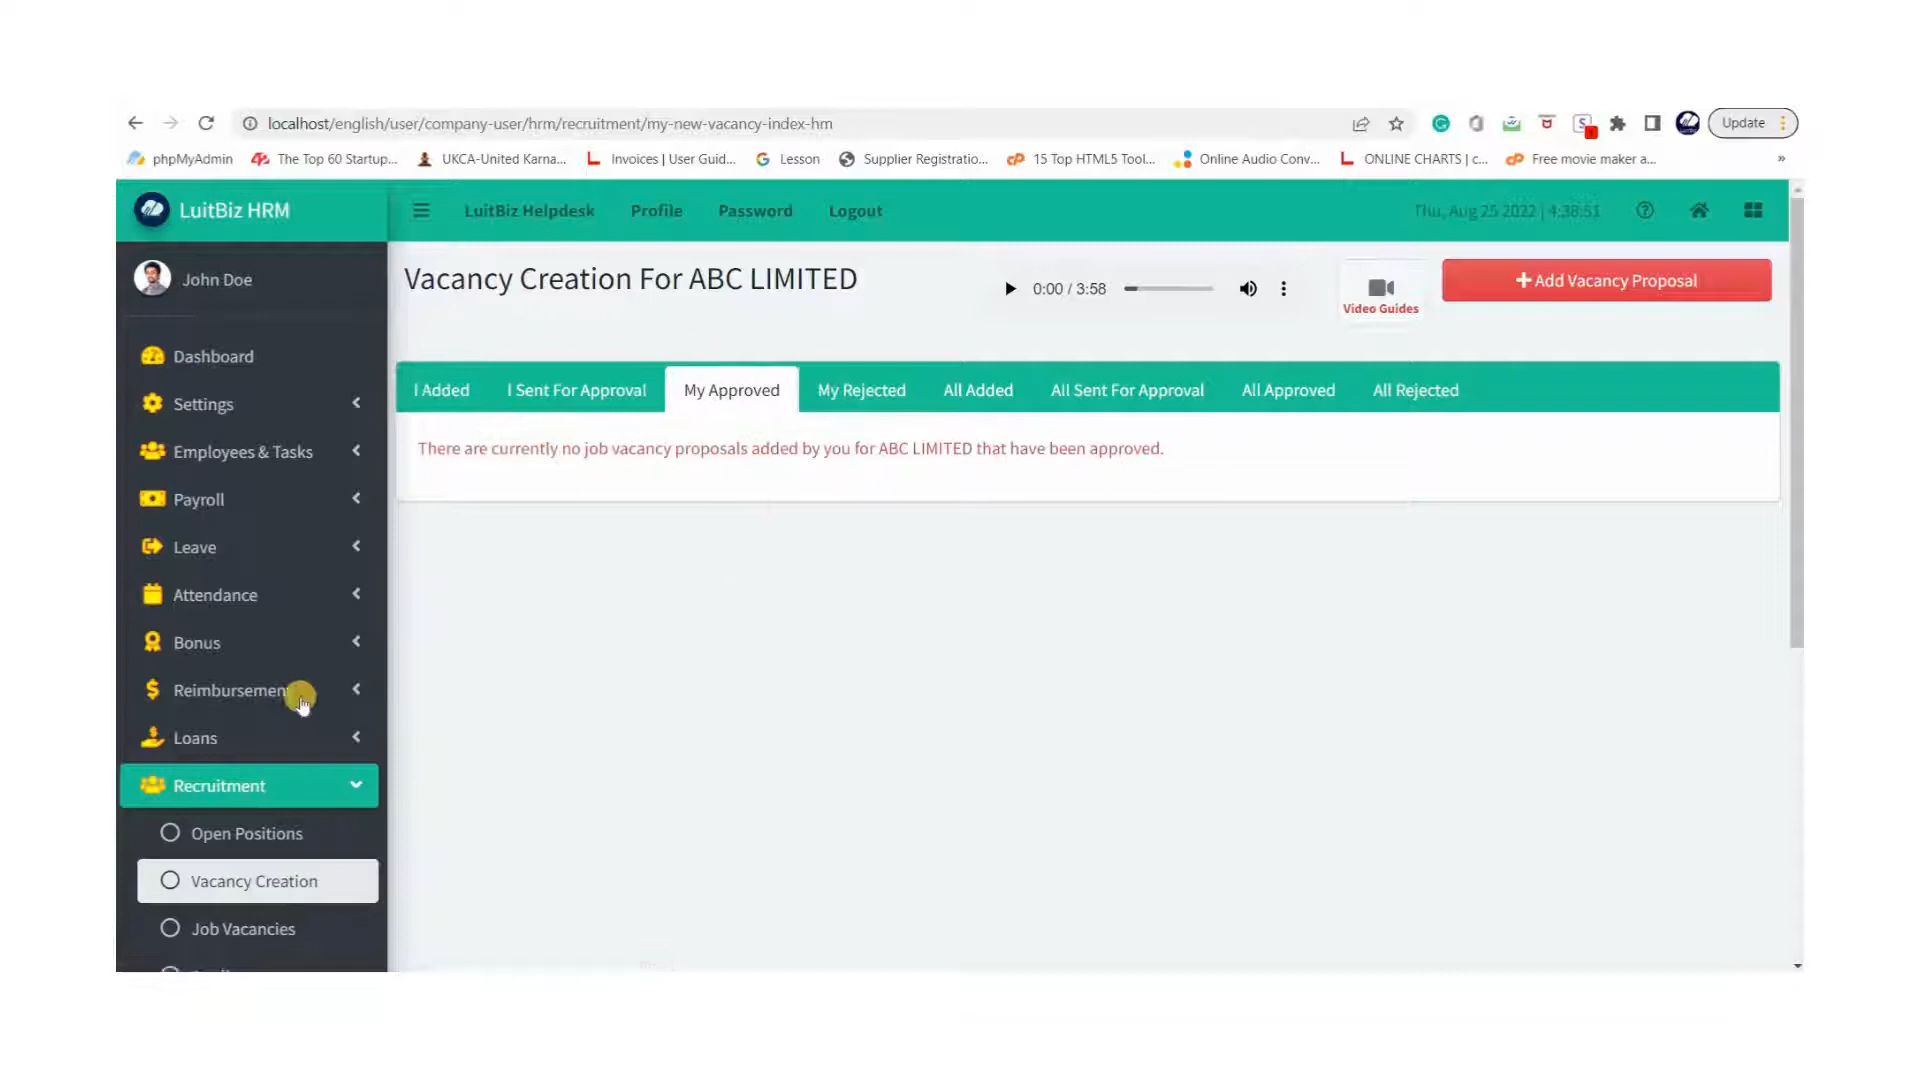 localhost/english/user/company-user/hrm/recruitment/my-new-vacancy-index-hm
Update
phpMyAdmin
The Top 60 Startup...
UKCA-United Karna...
Invoices | User Guid...
Lesson
Supplier Registratio...
15 Top HTML5 Tool...
Online Audio Conv...
ONLINE CHARTS | c...
Free movie maker a...
»
LuitBiz HRM
LuitBiz Helpdesk
Profile
Password
Logout
Thu, Aug 25 2022 | 4:38:51
John Doe
Vacancy Creation For ABC LIMITED
0:00 / 3:58
Video Guides
+Add Vacancy Proposal
Dashboard
Settings
Employees & Tasks
Payroll
Leave
Attendance
Bonus
Reimbursemen
Loans
Recruitment
Open Positions
Vacancy Creation
Job Vacancies
I Added
I Sent For Approval
My Approved
My Rejected
All Added
All Sent For Approval
All Approved
All Rejected
There are currently no job vacancy proposals added by you for ABC LIMITED that have been approved.